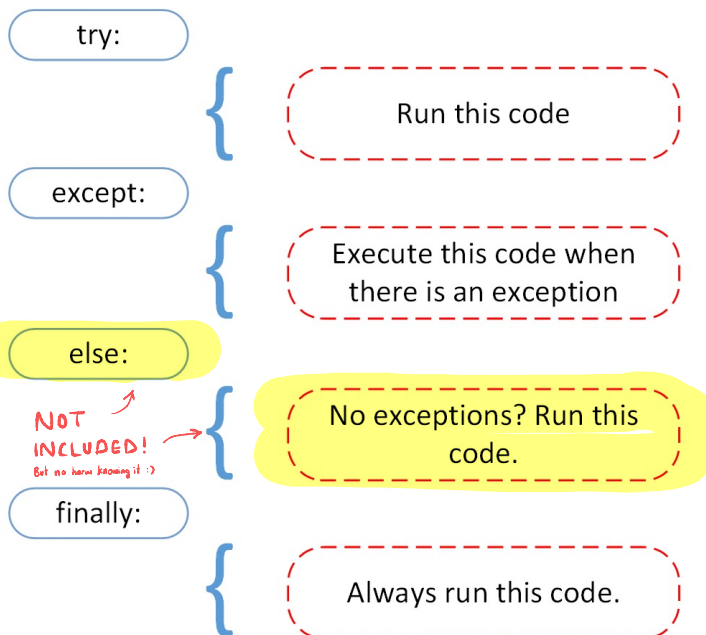 try:
Run this code
except:
Execute this code when
there is an exception
else:
NOT
INCLUDED!
But no harm knowing it :)
No exceptions? Run this
code.
finally:
Always run this code.